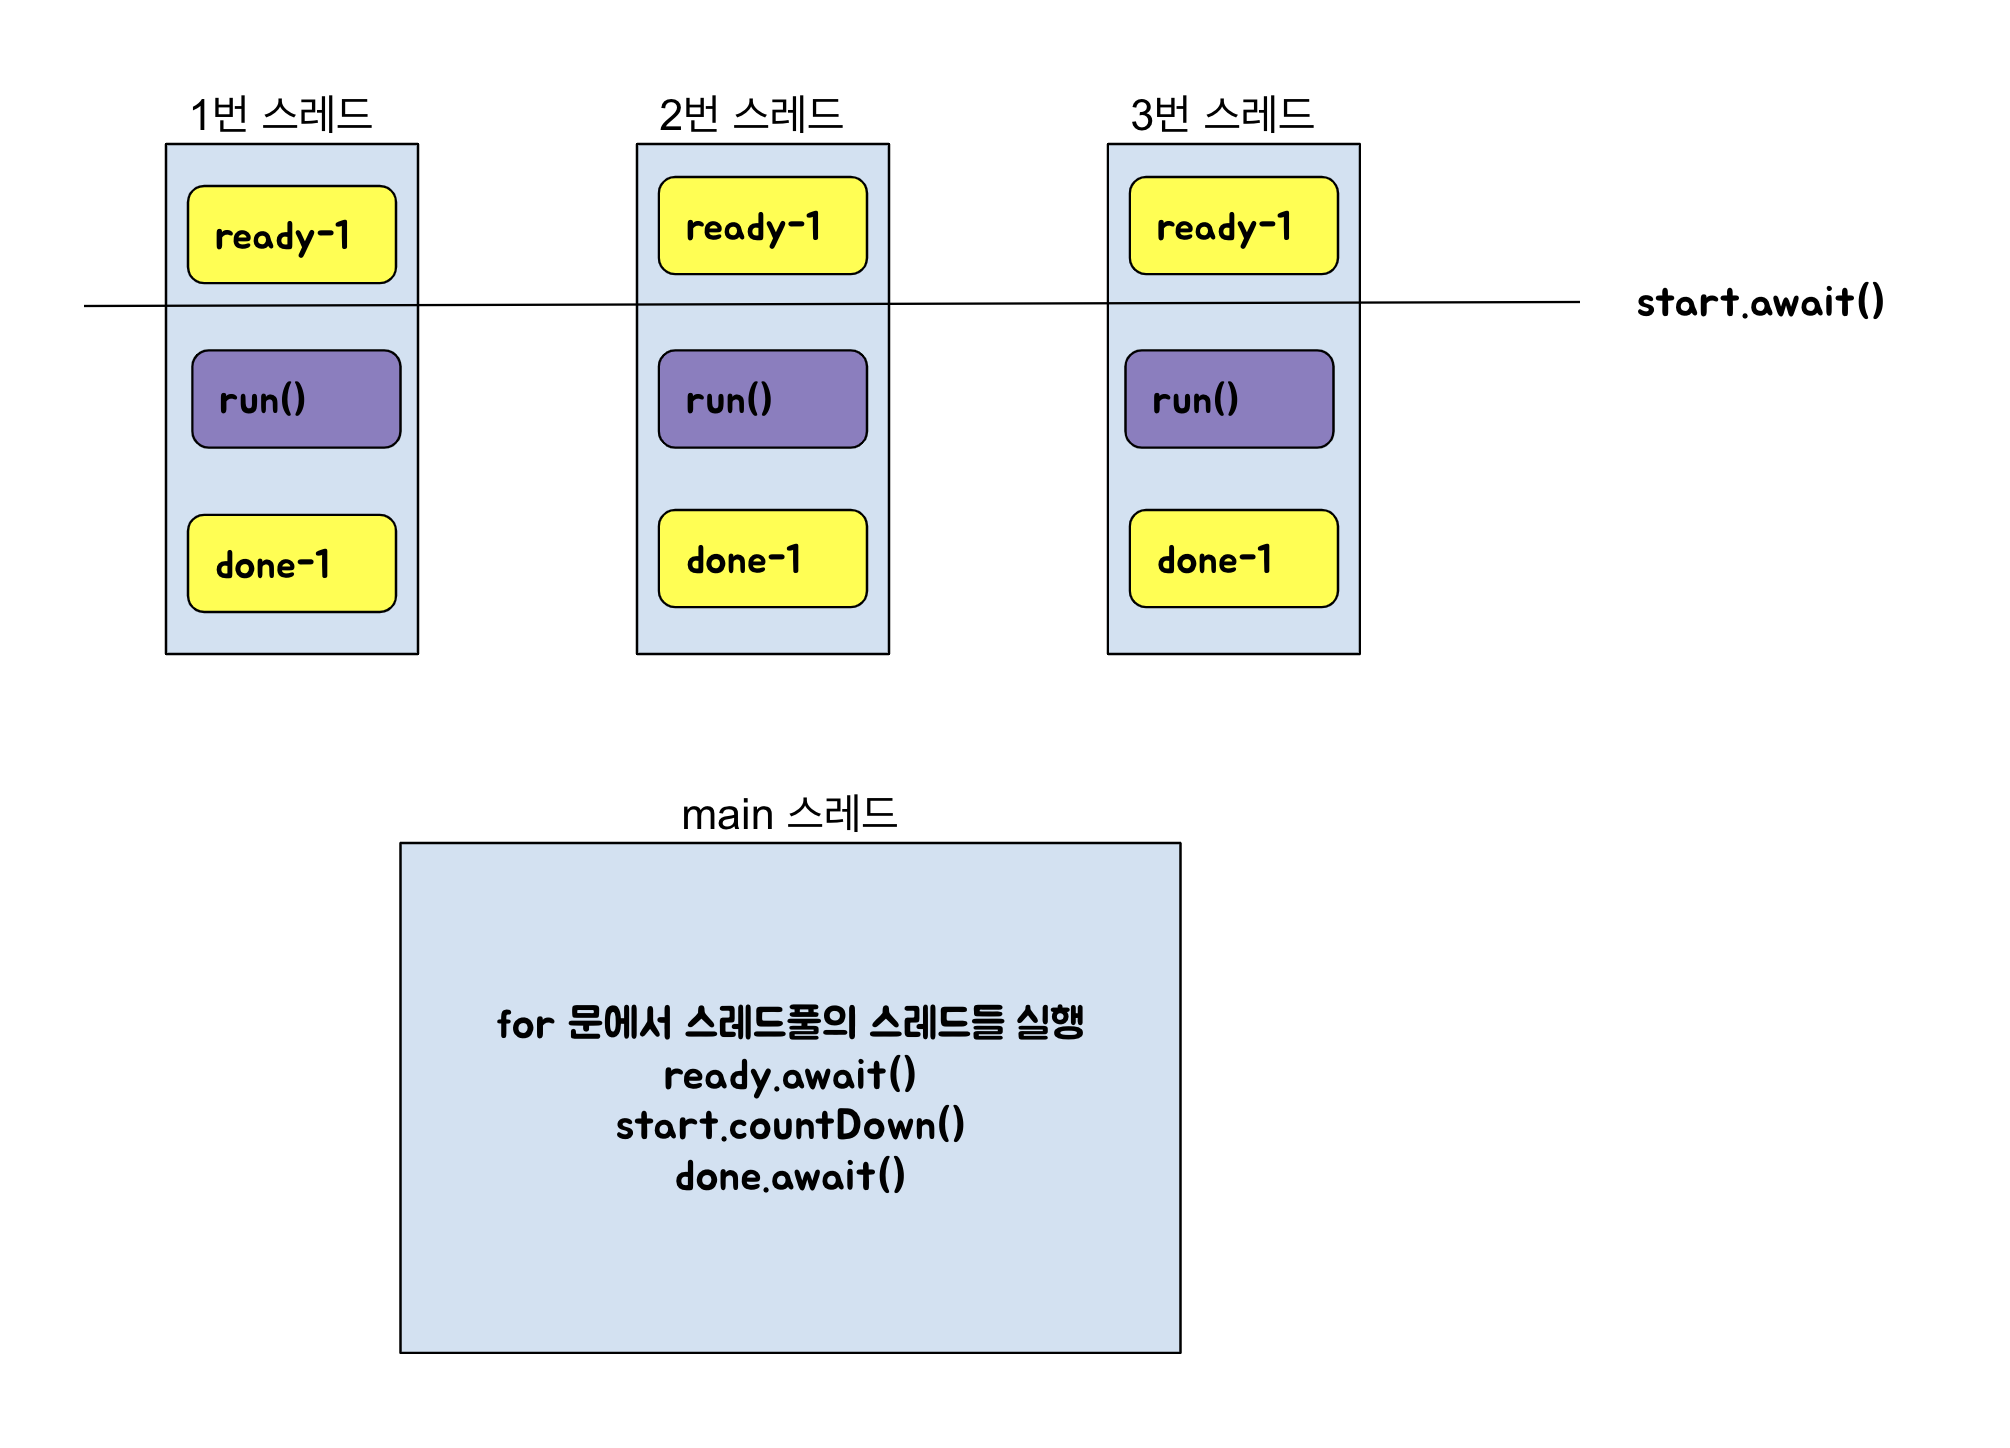 1번 스레드
2번 스레드
3번 스레드
ready-1
ready-1
ready-1
start.await()
run()
run()
run()
done-1
done-1
done-1
main 스레드
for 문에서 스레드풀의 스레드들 실행
ready.await()
start.countDown()
done.await()